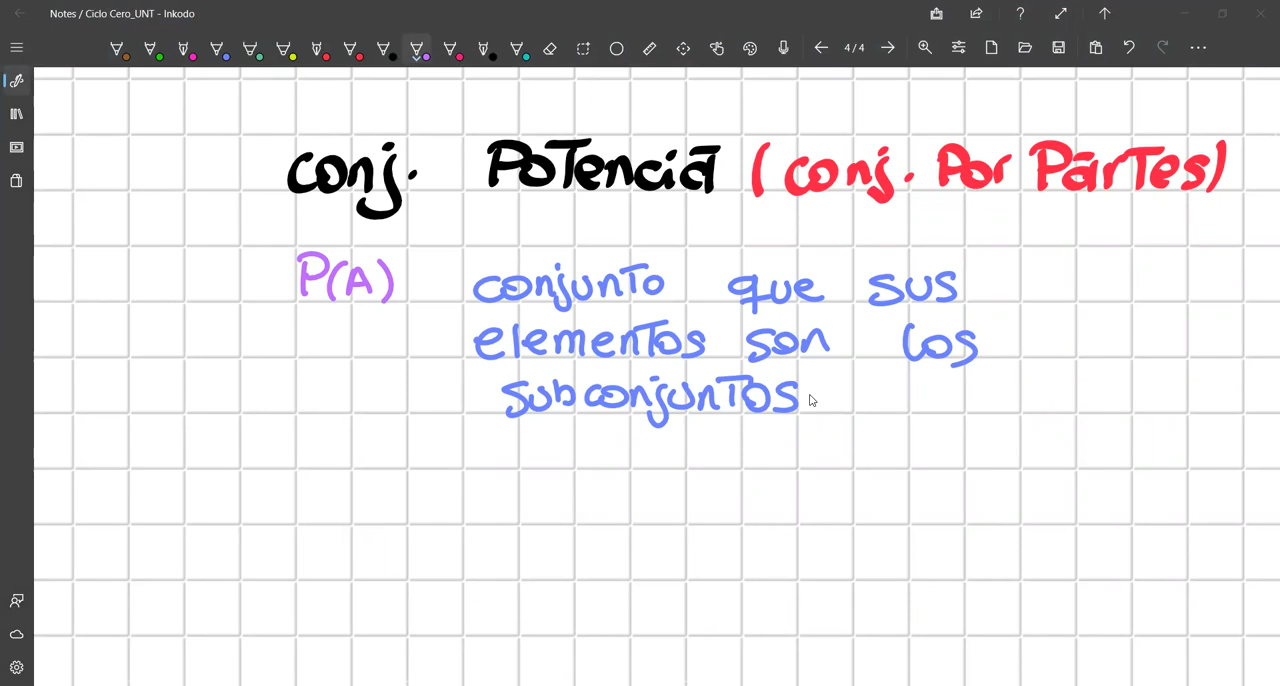 Notes / Ciclo Cero_UNT - Inkodo
4/4
conj. Potencia (conj. Por Partes)
P(A) conjunto que sus
elementos son los
subconjuntos